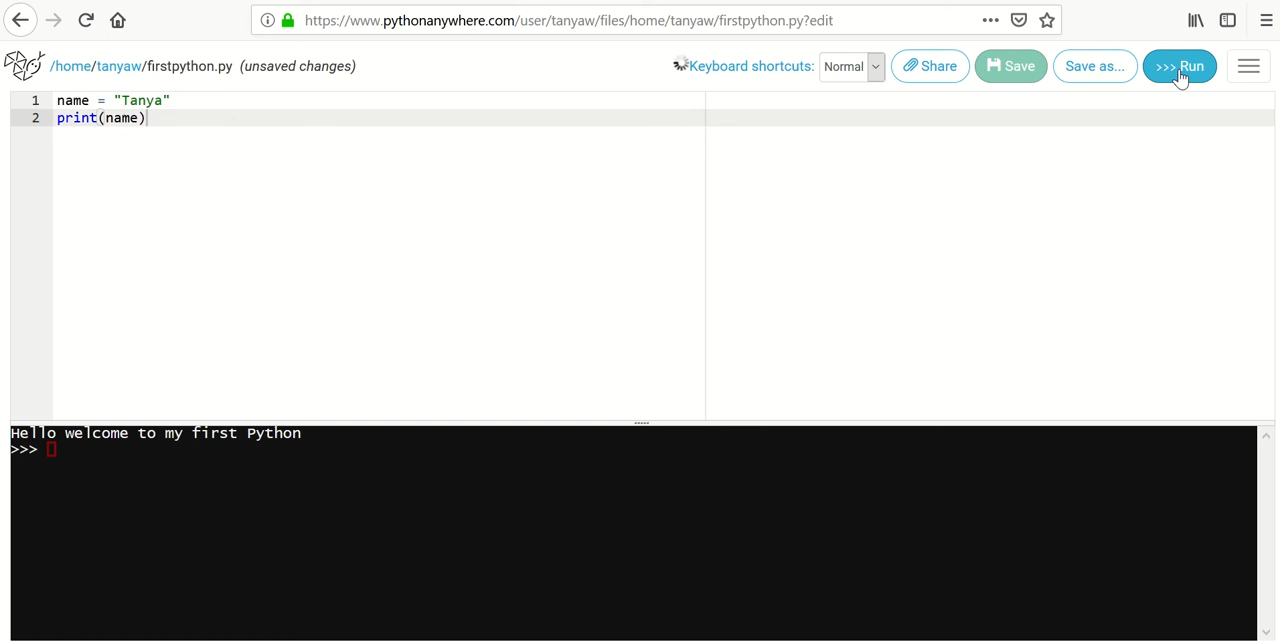 https://www.pythonanywhere.com/user/tanyaw/files/home/tanyaw/firstpython.py?edit
/home/tanyaw/firstpython.py (unsaved changes) Keyboard shortcuts: Normal Share Save Save as... >>> Run
1 name = "Tanya"
2 print(name)
Hello welcome to my first Python
>>>